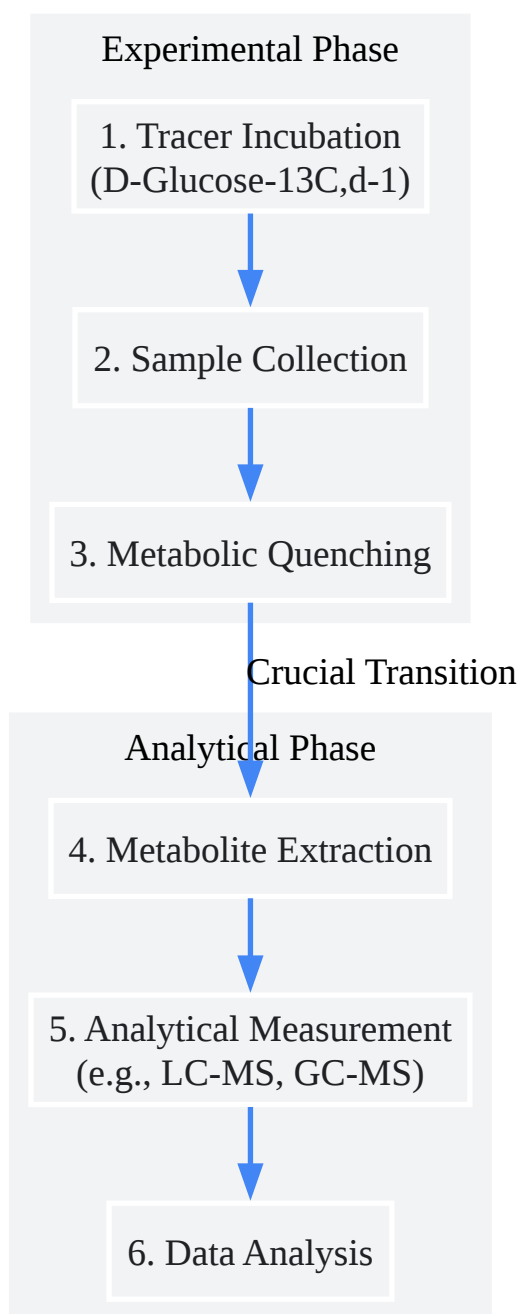 Experimental Phase
1. Tracer Incubation
(D-Glucose-13C,d-1)
2. Sample Collection
3. Metabolic Quenching
Crucial Transition
Analytical Phase
4. Metabolite Extraction
5. Analytical Measurement
(e.g., LC-MS, GC-MS)
6. Data Analysis